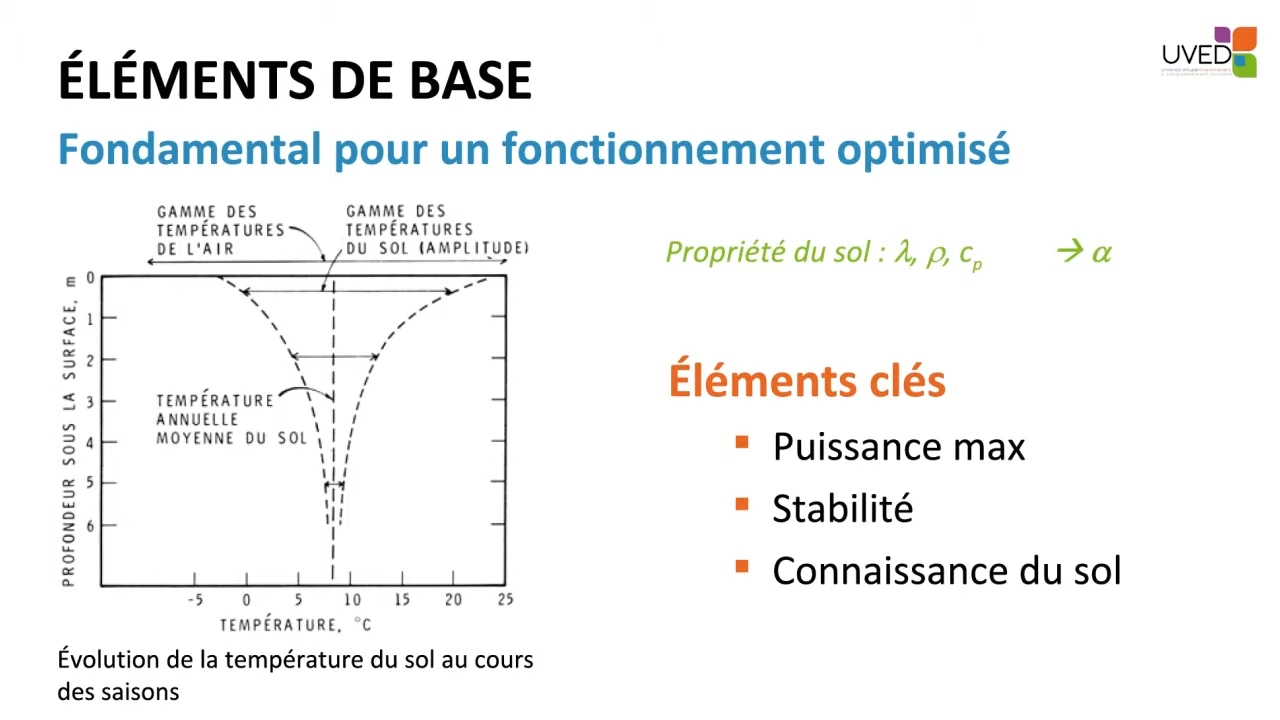 ÉLÉMENTS DE BASE
UVED
Fondamental pour un fonctionnement optimisé
GAMME DES
TEMPÉRATURES
DE L'AIR
GAMME DES
TEMPÉRATURES
DU SOL (AMPLITUDE)
PROFONDEUR SOUS LA SURFACE, m
0
1
2
3
4
5
6
TEMPÉRATURE
ANNUELLE
MOYENNE DU SOL
-5 0 5 10 15 20 25
TEMPÉRATURE, °C
Évolution de la température du sol au cours
des saisons
Propriété du sol : λ, ρ, cp → α
Éléments clés
▪ Puissance max
▪ Stabilité
▪ Connaissance du sol